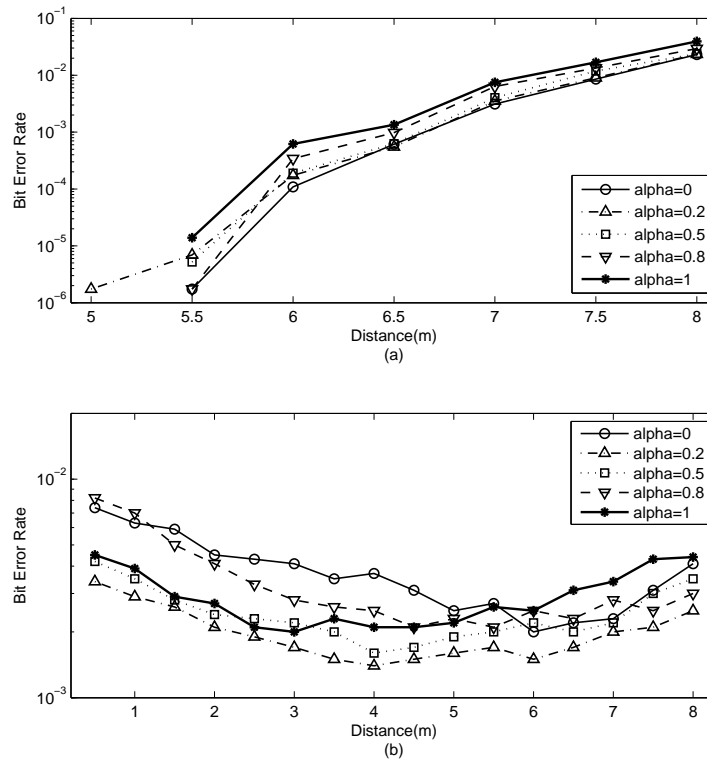 10−1
10−2
10−3
10−4
10−5
10−6
Bit Error Rate
5 5.5 6 6.5 7 7.5 8
Distance(m)
(a)
alpha=0
alpha=0.2
alpha=0.5
alpha=0.8
alpha=1
10−2
10−3
Bit Error Rate
1 2 3 4 5 6 7 8
Distance(m)
(b)
alpha=0
alpha=0.2
alpha=0.5
alpha=0.8
alpha=1